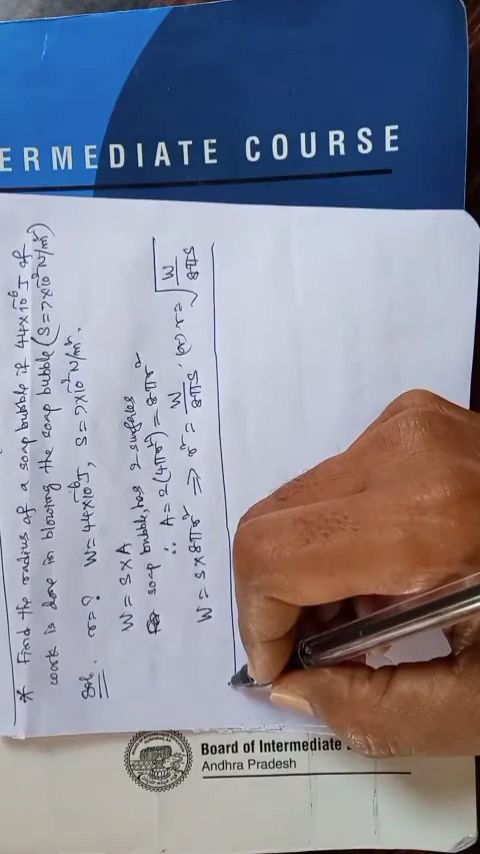 ERMEDIATE COURSE
* Find the radius of a soap bubble if 44×10⁻⁶ J of
work is done in blowing the soap bubble (S=7×10⁻² N/m)
Sol. r=? W=44×10⁻⁶J, S=7×10⁻² N/m.
W = S×A
soap bubble, has 2 surfaces
∴ A=2(4πr²) = 8πr²
W = S×8πr² ⇒ r² = W/8πS. (or) r = √(W/8πS)
Board of Intermediate
Andhra Pradesh